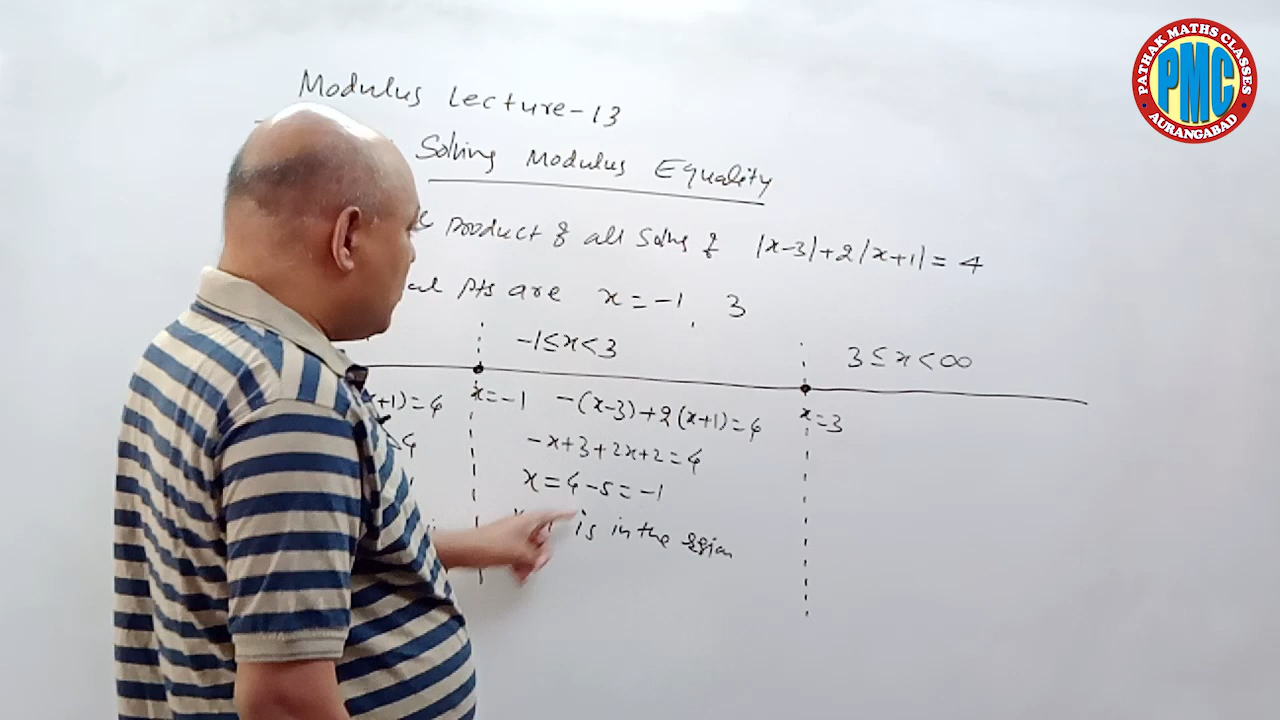 PATHAK MATHS CLASSES
PMC
AURANGABAD
Modulus Lecture-13
Solving Modulus Equality
product of all Solns of |x-3|+2|x+1|=4
pts are x=-1, 3
-1≤x<3
3≤x<∞
x+1)=4
x=-1
-(x-3)+2(x+1)=4
x=3
-x+3+2x+2=4
x=4-5=-1
is in the region